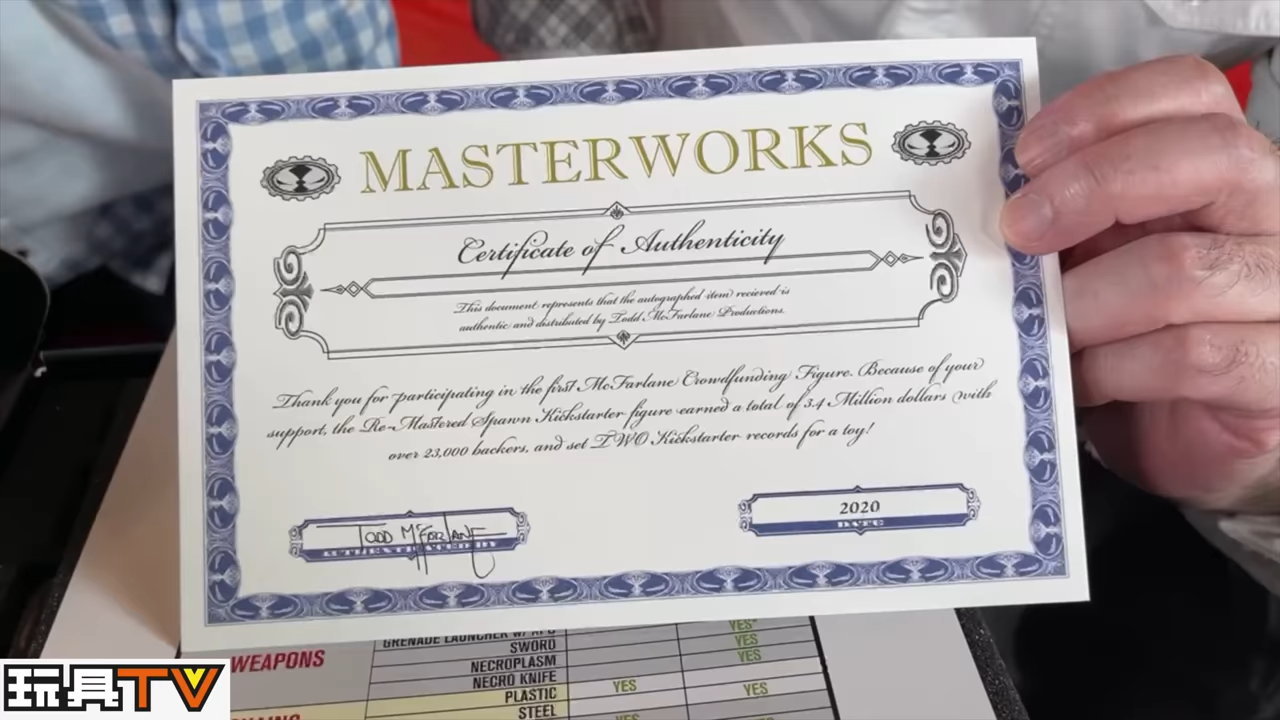 MASTERWORKS
Certificate of Authenticity
This document represents that the autographed item recieved is
authentic and distributed by Todd McFarlane Productions.
Thank you for participating in the first McFarlane Crowdfunding Figure. Because of your
support, the Re-Mastered Spawn Kickstarter figure earned a total of 3.4 Million dollars with
over 23,000 backers, and set TWO Kickstarter records for a toy!
TODD McFARLANE
AUTHENTICATED BY
2020
DATE
GRENADE LAUNCHER W/ YES*
SWORD YES
WEAPONS NECROPLASM YES
NECRO KNIFE
PLASTIC YES YES
STEEL YES
玩具TV